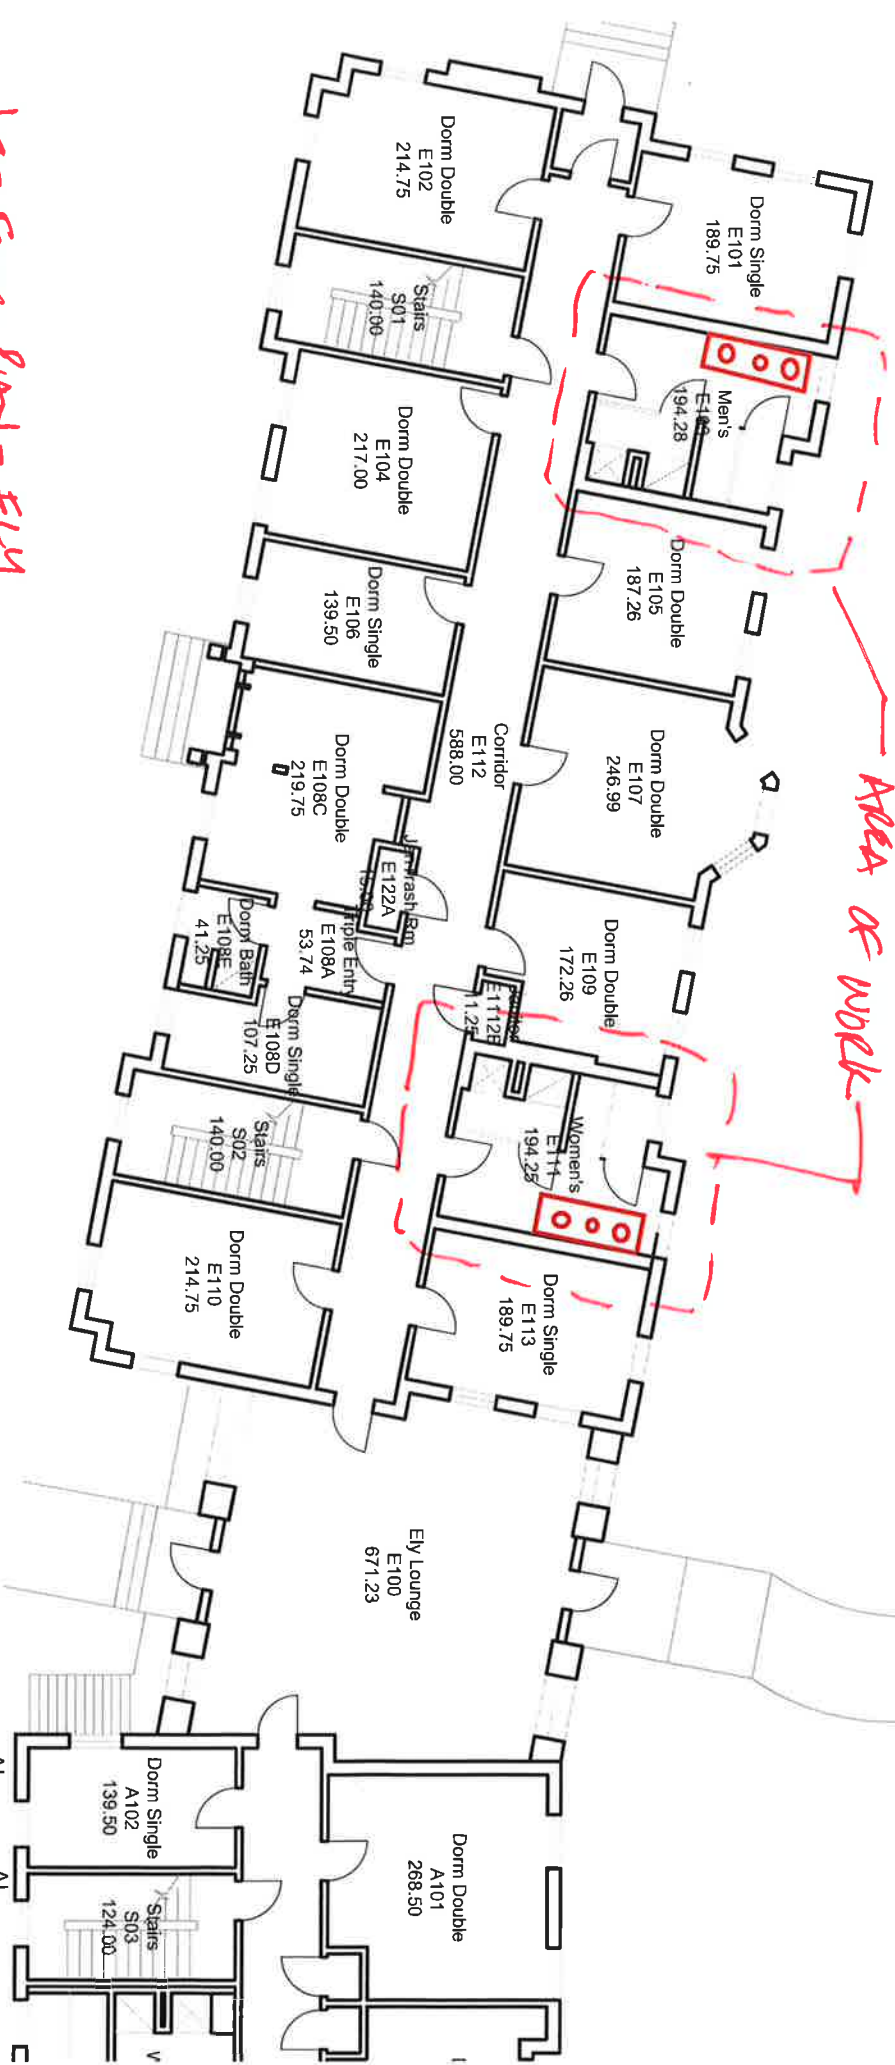 Dorm Single
E101
189.75
Dorm Double
E102
214.75
Stairs
S01
140.00
Men's
E103
194.28
Dorm Double
E104
217.00
Dorm Double
E105
187.26
Dorm Single
E106
139.50
Corridor
E112
588.00
Dorm Double
E107
246.99
Dorm Double
E108C
219.75
E122A
Dorm Double
E109
172.26
Triple Entry
E108A
53.74
Dorm Bath
E108E
41.25
Dorm Single
E108D
107.25
11.25
Women's
E111
194.25
Stairs
S02
140.00
Dorm Double
E110
214.75
Dorm Single
E113
189.75
Ely Lounge
E100
671.23
Dorm Single
A102
139.50
Dorm Double
A101
268.50
Stairs
S03
124.00
AREA OF WORK